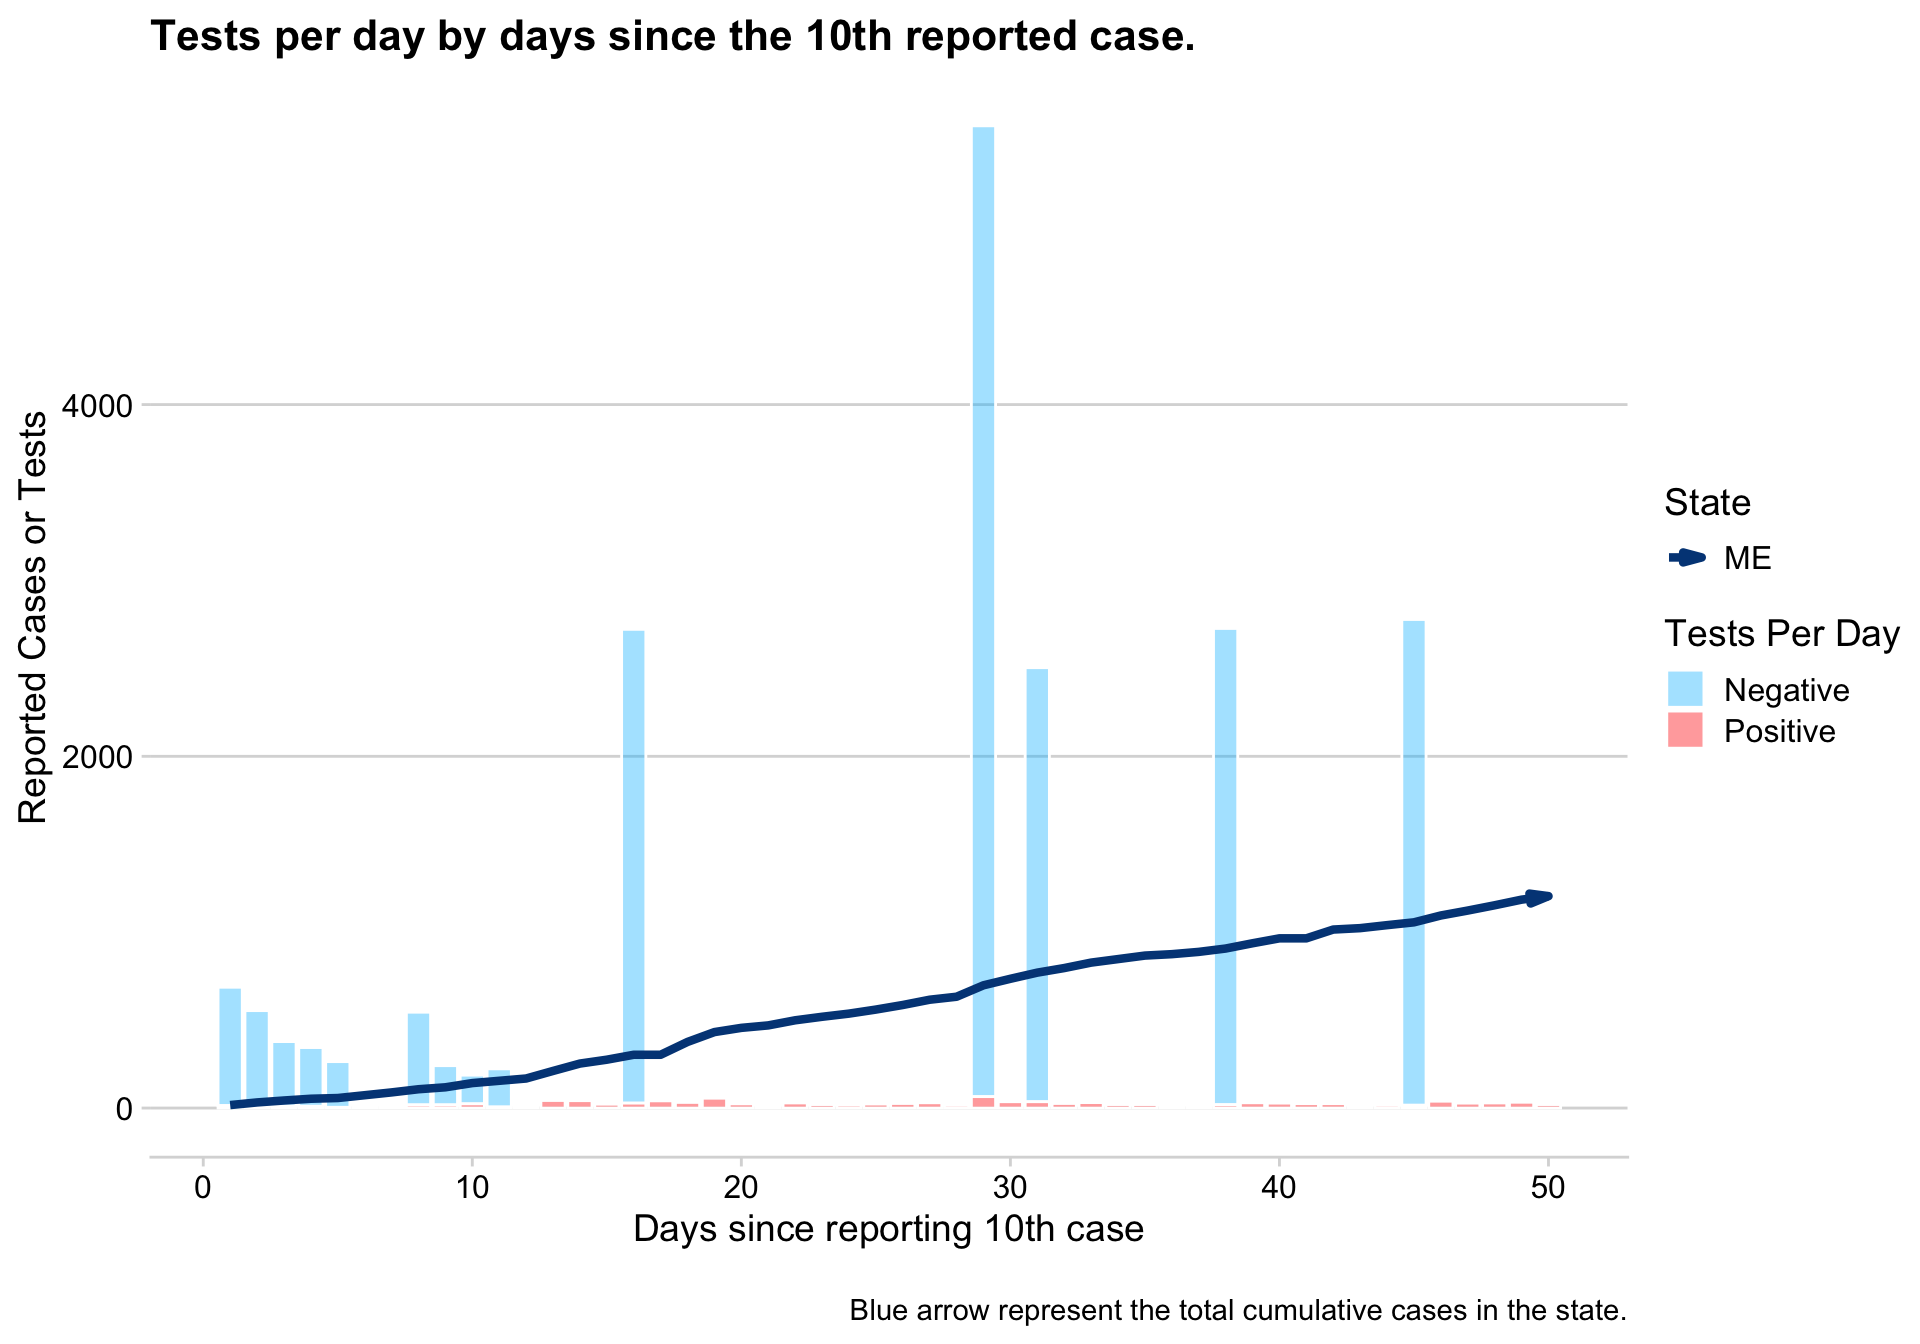 Tests per day by days since the 10th reported case.
Reported Cases or Tests
4000
2000
0
0 10 20 30 40 50
Days since reporting 10th case
State
ME
Tests Per Day
Negative
Positive
Blue arrow represent the total cumulative cases in the state.